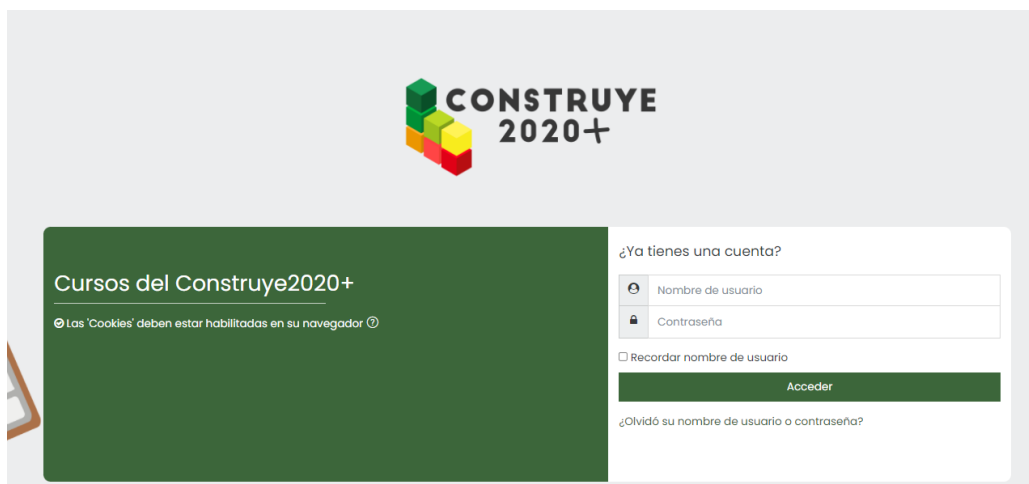 CONSTRUYE
2020+
Cursos del Construye2020+
Las 'Cookies' deben estar habilitadas en su navegador
¿Ya tienes una cuenta?
Nombre de usuario
Contraseña
Recordar nombre de usuario
Acceder
¿Olvidó su nombre de usuario o contraseña?